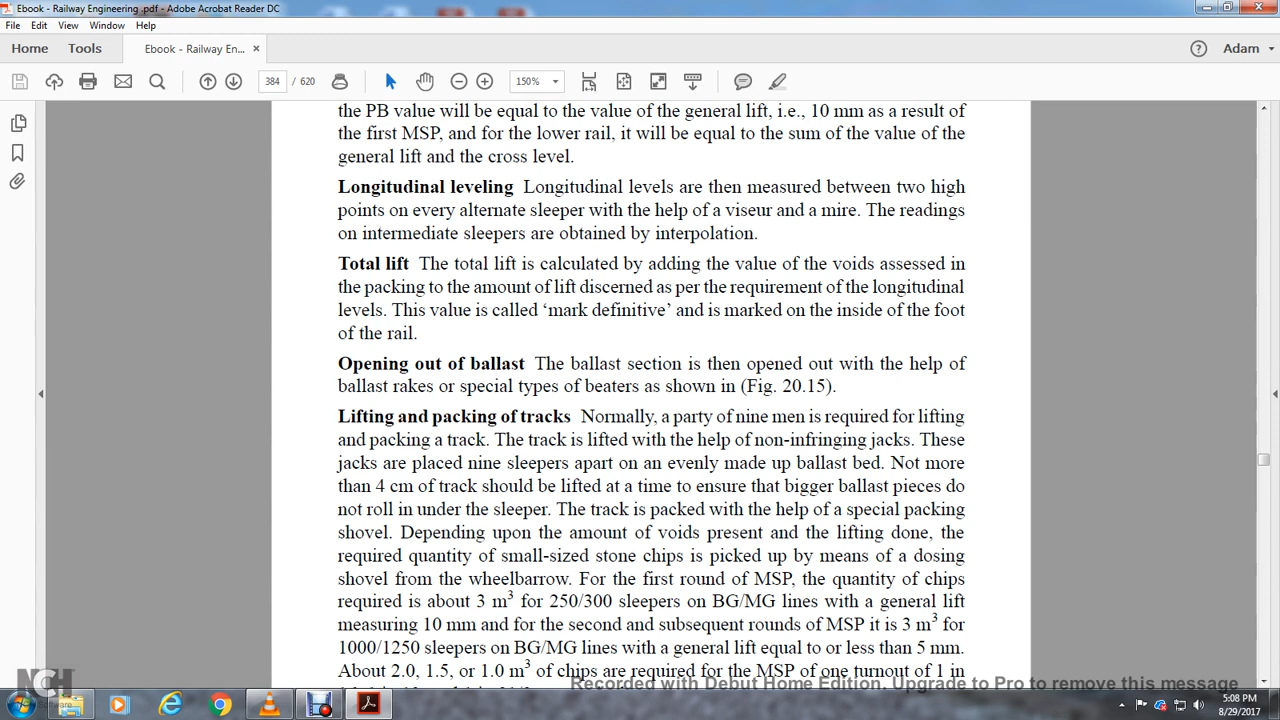 Ebook - Railway Engineering .pdf - Adobe Acrobat Reader DC
File Edit View Window Help
Home Tools Ebook - Railway En... × Adam
384 / 620 150%
the PB value will be equal to the value of the general lift, i.e., 10 mm as a result of
the first MSP, and for the lower rail, it will be equal to the sum of the value of the
general lift and the cross level.
Longitudinal leveling Longitudinal levels are then measured between two high
points on every alternate sleeper with the help of a viseur and a mire. The readings
on intermediate sleepers are obtained by interpolation.
Total lift The total lift is calculated by adding the value of the voids assessed in
the packing to the amount of lift discerned as per the requirement of the longitudinal
levels. This value is called ‘mark definitive’ and is marked on the inside of the foot
of the rail.
Opening out of ballast The ballast section is then opened out with the help of
ballast rakes or special types of beaters as shown in (Fig. 20.15).
Lifting and packing of tracks Normally, a party of nine men is required for lifting
and packing a track. The track is lifted with the help of non-infringing jacks. These
jacks are placed nine sleepers apart on an evenly made up ballast bed. Not more
than 4 cm of track should be lifted at a time to ensure that bigger ballast pieces do
not roll in under the sleeper. The track is packed with the help of a special packing
shovel. Depending upon the amount of voids present and the lifting done, the
required quantity of small-sized stone chips is picked up by means of a dosing
shovel from the wheelbarrow. For the first round of MSP, the quantity of chips
required is about 3 m³ for 250/300 sleepers on BG/MG lines with a general lift
measuring 10 mm and for the second and subsequent rounds of MSP it is 3 m³ for
1000/1250 sleepers on BG/MG lines with a general lift equal to or less than 5 mm.
About 2.0, 1.5, or 1.0 m³ of chips are required for the MSP of one turnout of 1 in
Recorded with Debut Home Edition. Upgrade to Pro to remove this message
NCH
5:08 PM
8/29/2017